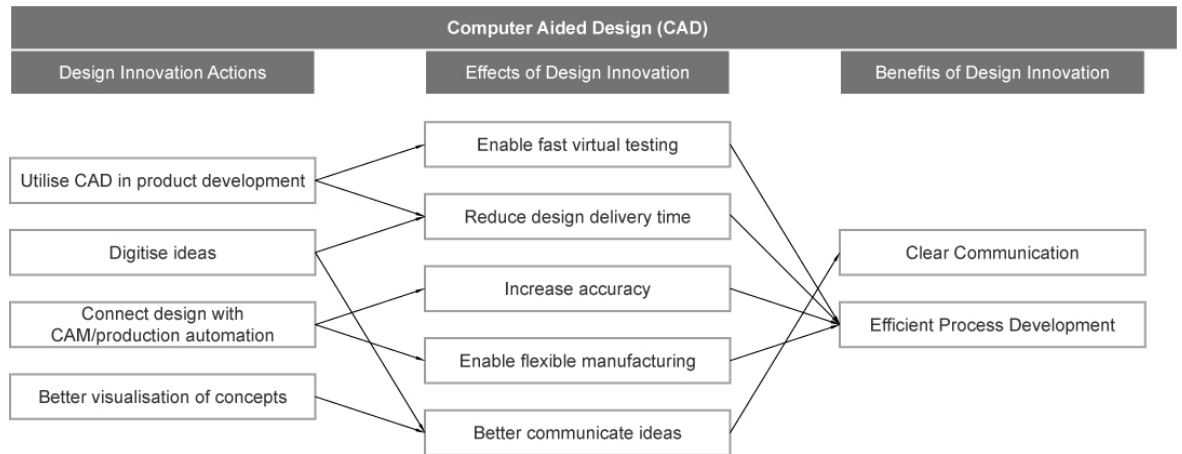 Computer Aided Design (CAD)
Design Innovation Actions
Effects of Design Innovation
Benefits of Design Innovation
Utilise CAD in product development
Digitise ideas
Connect design with
CAM/production automation
Better visualisation of concepts
Enable fast virtual testing
Reduce design delivery time
Increase accuracy
Enable flexible manufacturing
Better communicate ideas
Clear Communication
Efficient Process Development